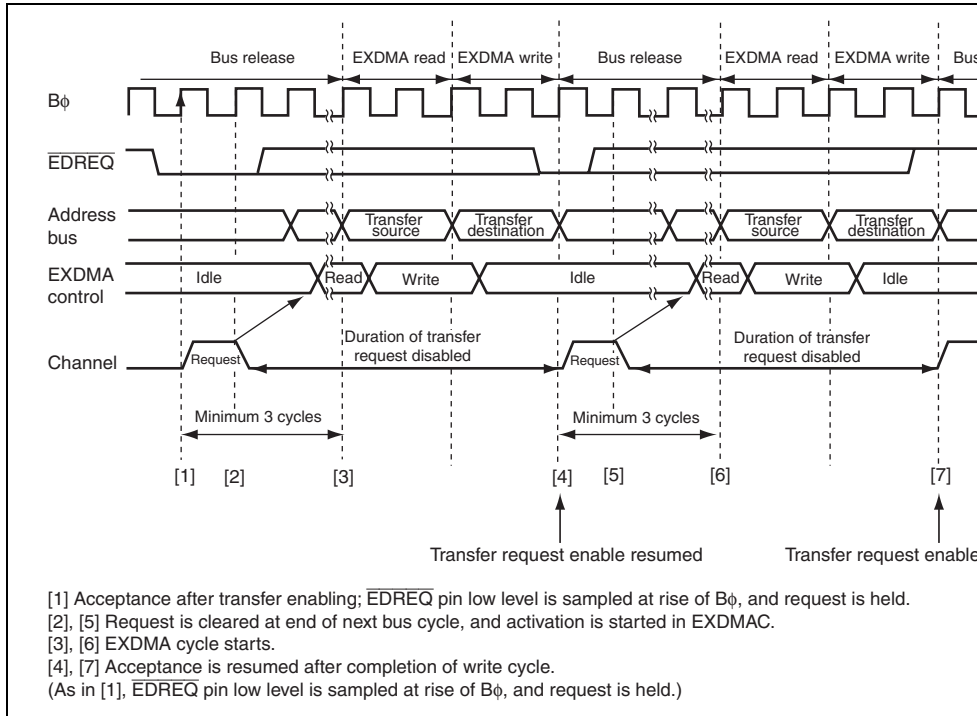 Bus release EXDMA read EXDMA write Bus release EXDMA read EXDMA write Bus
Bϕ
EDREQ
Address bus
Transfer source Transfer destination Transfer source Transfer destination
EXDMA control
Idle Read Write Idle Read Write Idle
Channel
Request Duration of transfer request disabled Request Duration of transfer request disabled
Minimum 3 cycles Minimum 3 cycles
[1] [2] [3] [4] [5] [6] [7]
Transfer request enable resumed Transfer request enable
[1] Acceptance after transfer enabling; EDREQ pin low level is sampled at rise of Bϕ, and request is held.
[2], [5] Request is cleared at end of next bus cycle, and activation is started in EXDMAC.
[3], [6] EXDMA cycle starts.
[4], [7] Acceptance is resumed after completion of write cycle.
(As in [1], EDREQ pin low level is sampled at rise of Bϕ, and request is held.)